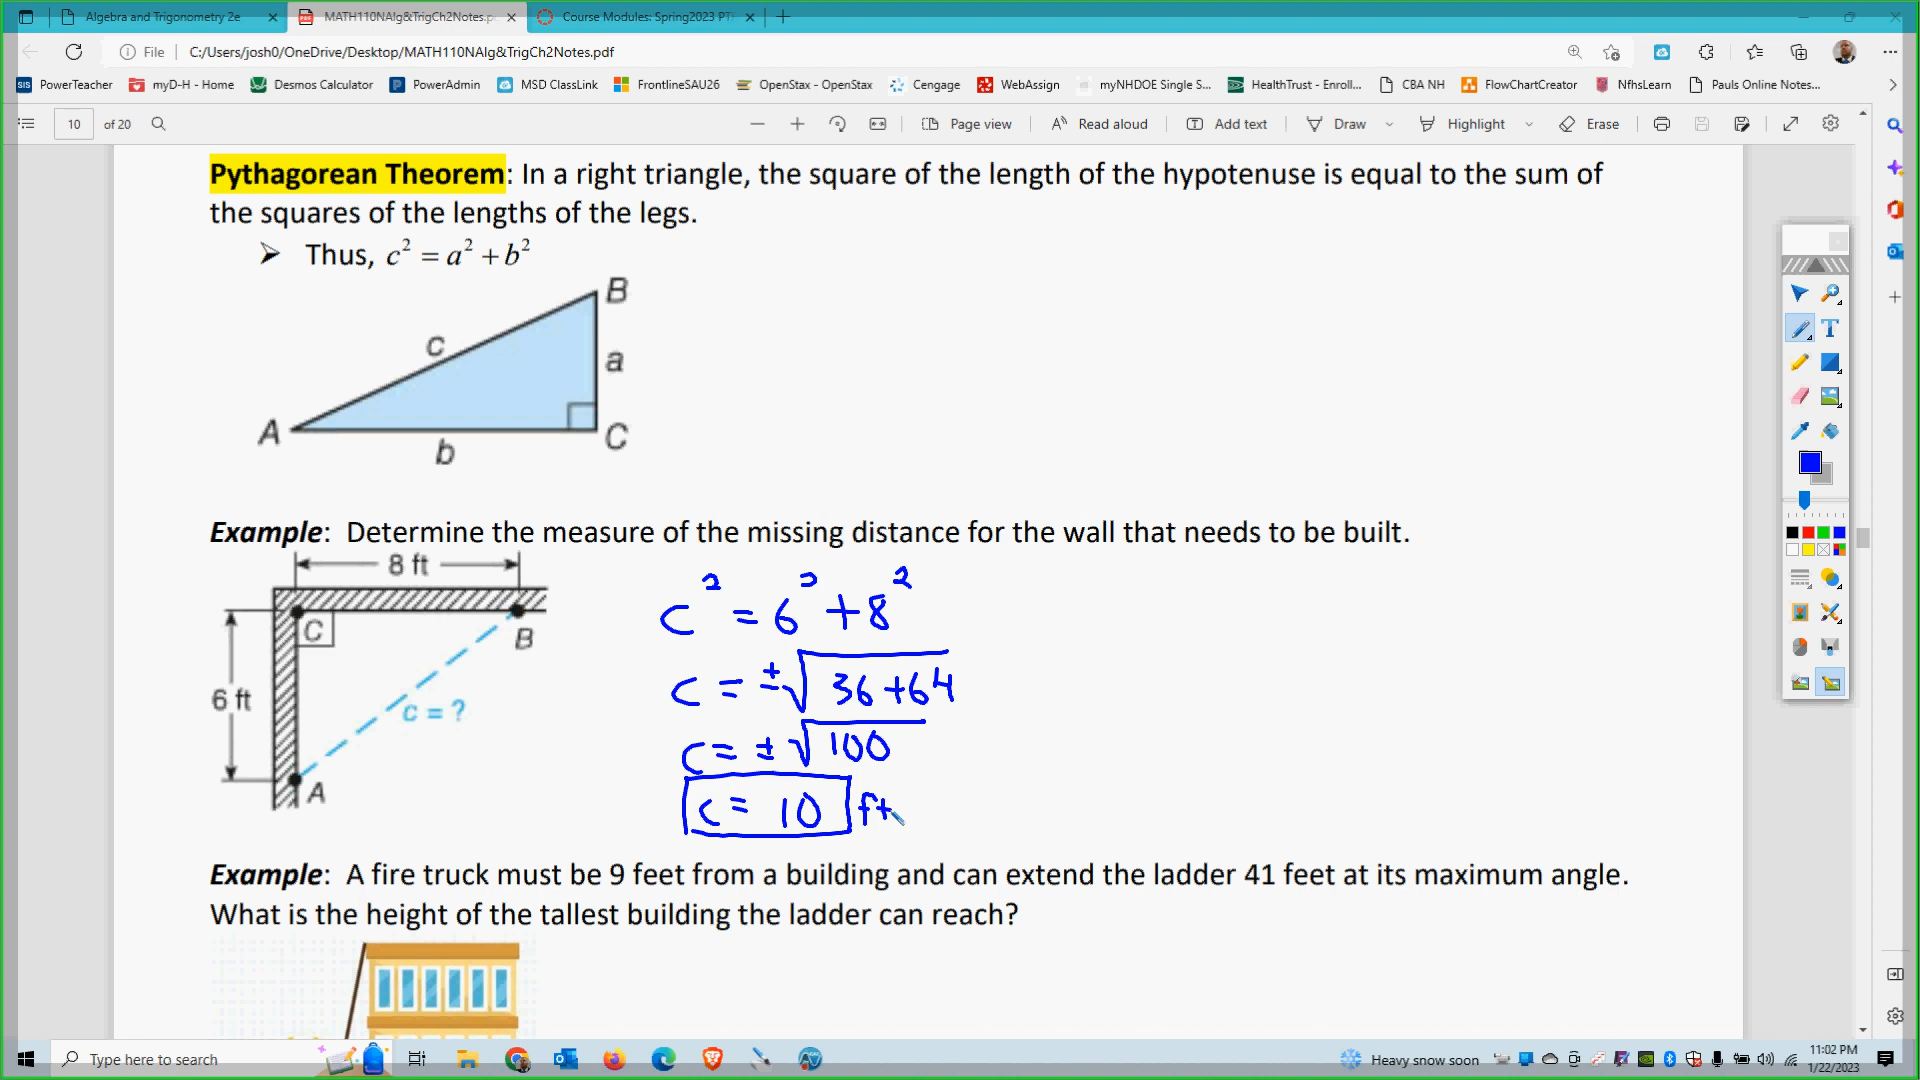 Algebra and Trigonometry 2e
MATH110NAlg&TrigCh2Notes.p
Course Modules: Spring2023 PT
File
C:/Users/josh0/OneDrive/Desktop/MATH110NAlg&TrigCh2Notes.pdf
SIS PowerTeacher
myD-H - Home
Desmos Calculator
PowerAdmin
MSD ClassLink
FrontlineSAU26
OpenStax - OpenStax
Cengage
WebAssign
myNHDOE Single S...
HealthTrust - Enroll...
CBA NH
FlowChartCreator
NfhsLearn
Pauls Online Notes...
10 of 20
Page view
Read aloud
Add text
Draw
Highlight
Erase
Pythagorean Theorem: In a right triangle, the square of the length of the hypotenuse is equal to the sum of
the squares of the lengths of the legs.
➢ Thus, c² = a² + b²
B
c
a
A
C
b
Example: Determine the measure of the missing distance for the wall that needs to be built.
8 ft
C
B
6 ft
c = ?
A
c² = 6² + 8²
c = ±√36+64
c = ±√100
c = 10 ft
Example: A fire truck must be 9 feet from a building and can extend the ladder 41 feet at its maximum angle.
What is the height of the tallest building the ladder can reach?
Type here to search
Heavy snow soon
11:02 PM
1/22/2023